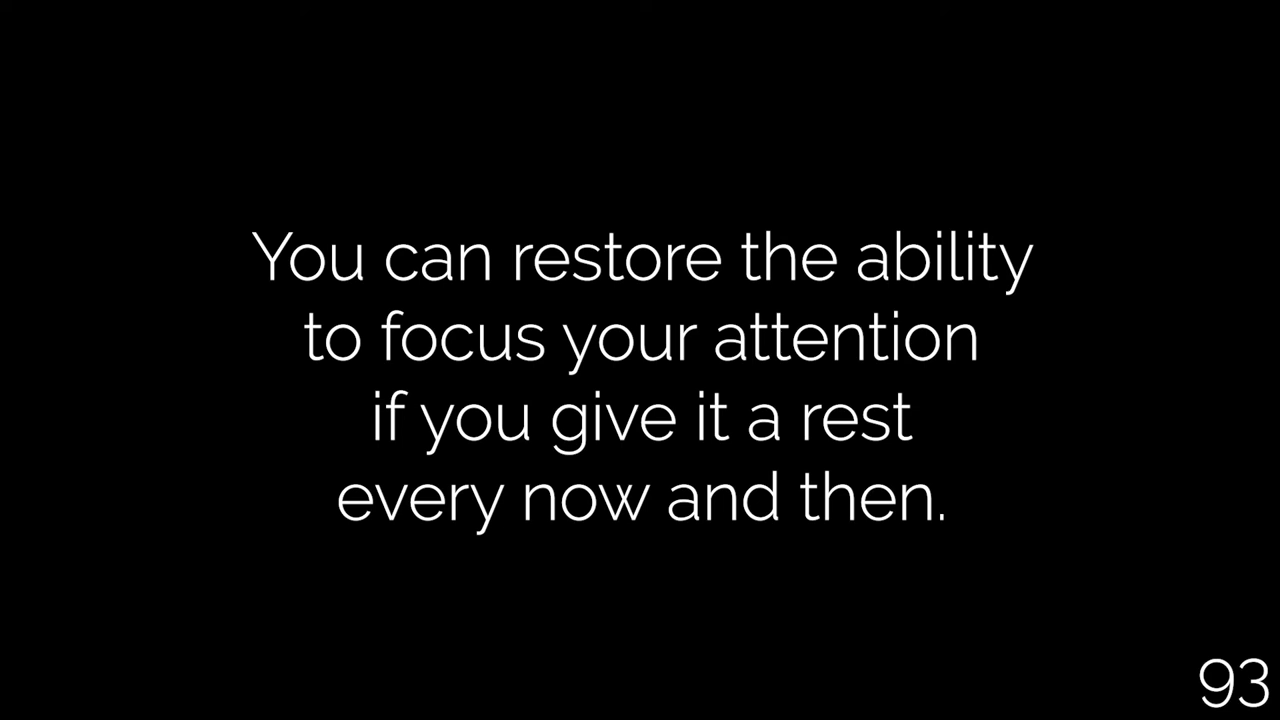 You can restore the ability
to focus your attention
if you give it a rest
every now and then.
93